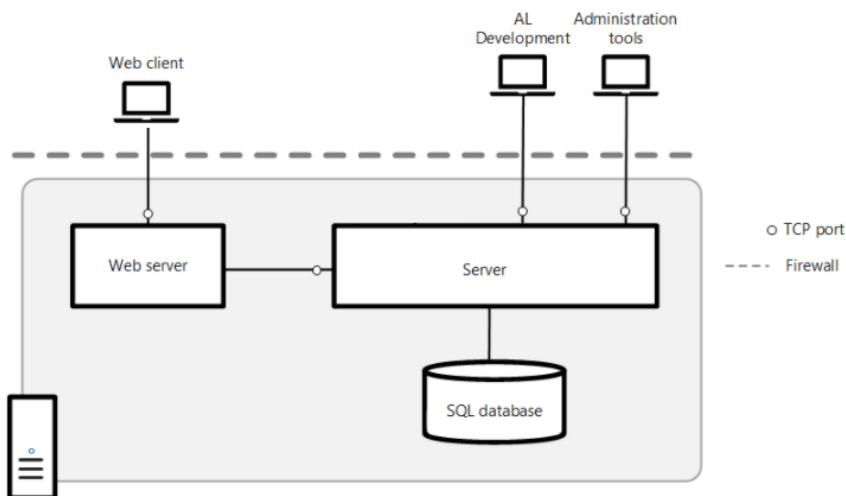 AL
Development
Administration
tools
Web client
Web server
Server
TCP port
Firewall
SQL database